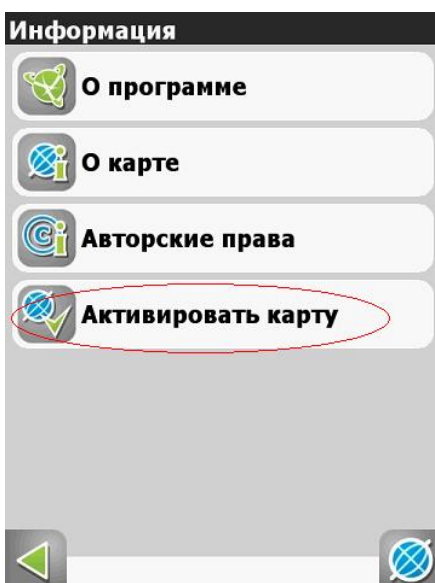 Информация
О программе
О карте
Авторские права
Активировать карту